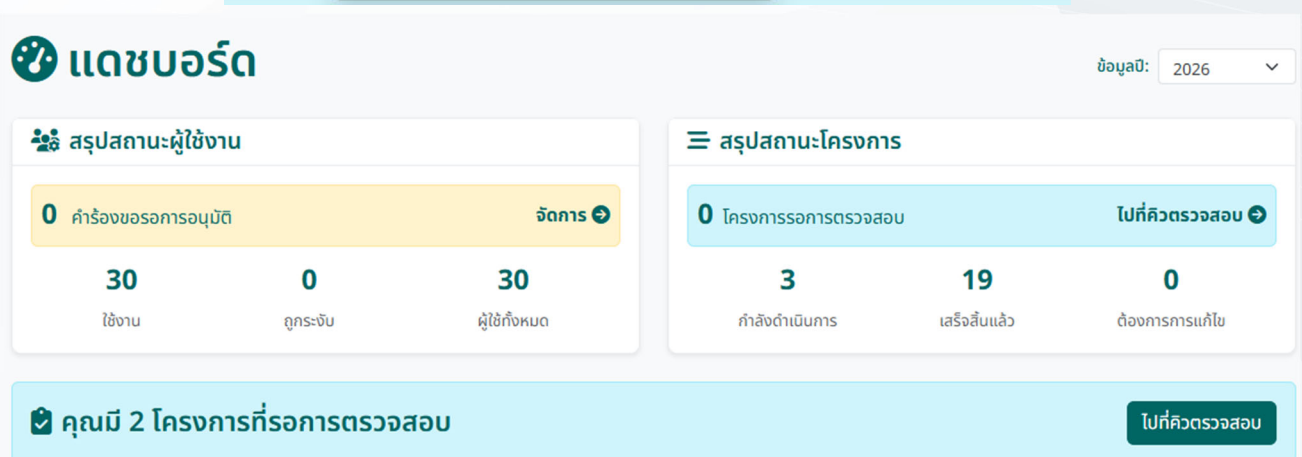 แดชบอร์ด
ข้อมูลปี: 2026
สรุปสถานะผู้ใช้งาน
0 คำร้องขอรอการอนุมัติ จัดการ
30 0 30
ใช้งาน ถูกระงับ ผู้ใช้ทั้งหมด
สรุปสถานะโครงการ
0 โครงการรอการตรวจสอบ ไปที่คิวตรวจสอบ
3 19 0
กำลังดำเนินการ เสร็จสิ้นแล้ว ต้องการการแก้ไข
คุณมี 2 โครงการที่รอการตรวจสอบ ไปที่คิวตรวจสอบ